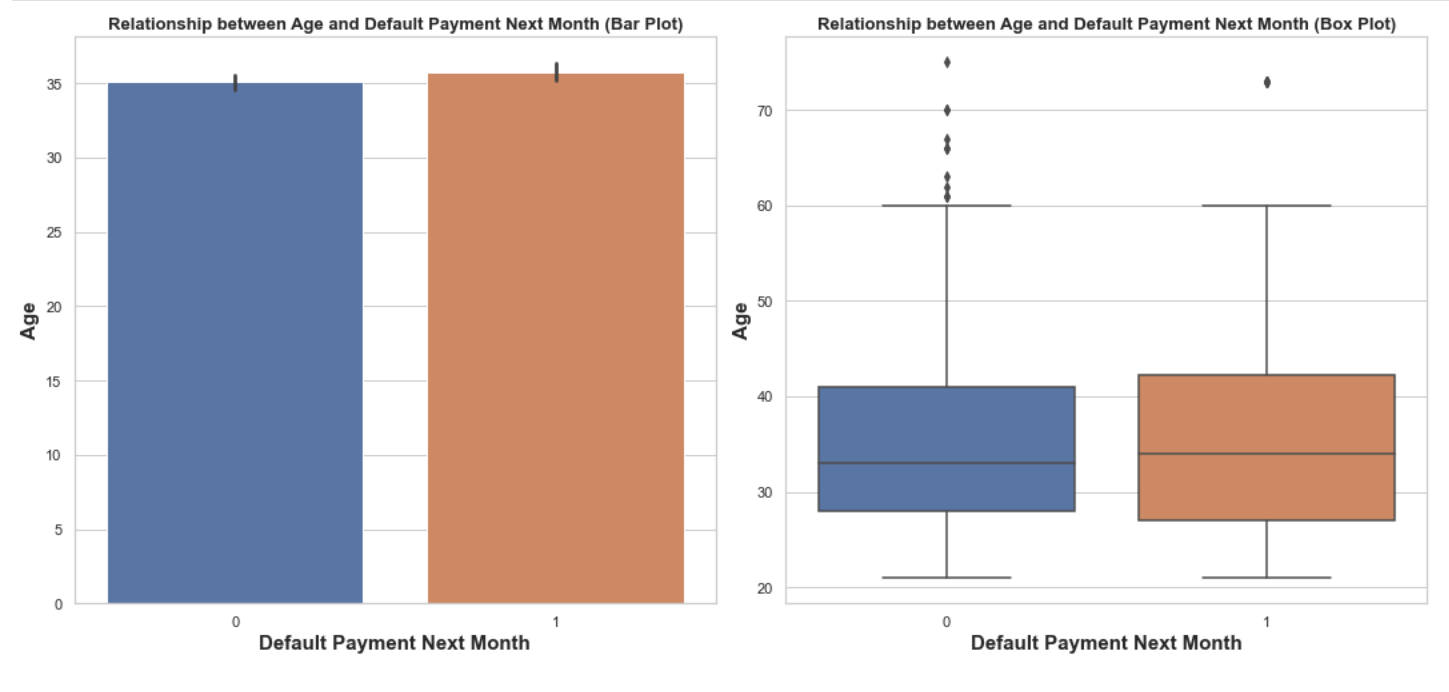 Relationship between Age and Default Payment Next Month (Bar Plot)
35
30
25
20
15
10
5
0
Age
0 1
Default Payment Next Month
Relationship between Age and Default Payment Next Month (Box Plot)
70
60
50
40
30
20
Age
0 1
Default Payment Next Month